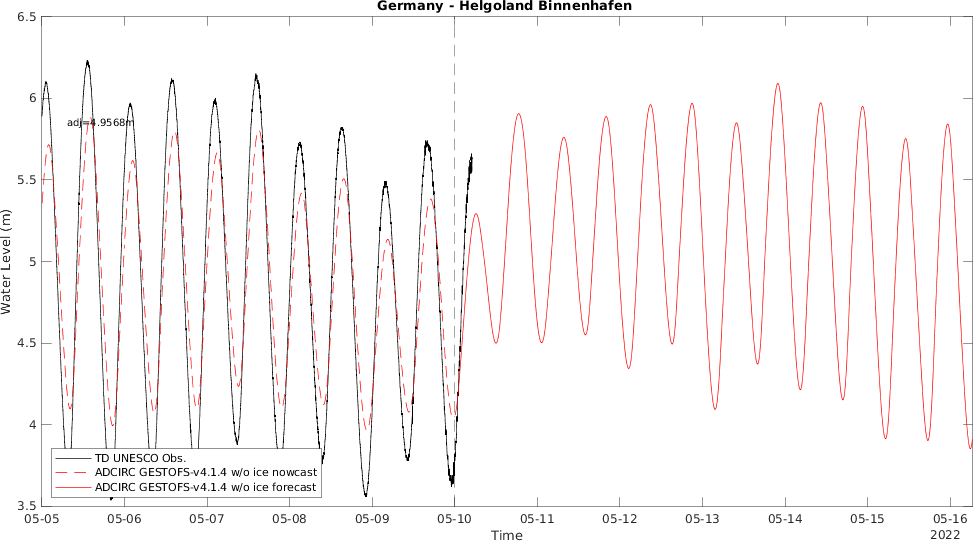 Germany - Helgoland Binnenhafen
6.5
6
5.5
5
4.5
4
3.5
Water Level (m)
adj=4.9568m
TD UNESCO Obs.
ADCIRC GESTOFS-v4.1.4 w/o ice nowcast
ADCIRC GESTOFS-v4.1.4 w/o ice forecast
05-05 05-06 05-07 05-08 05-09 05-10 05-11 05-12 05-13 05-14 05-15 05-16
Time
2022